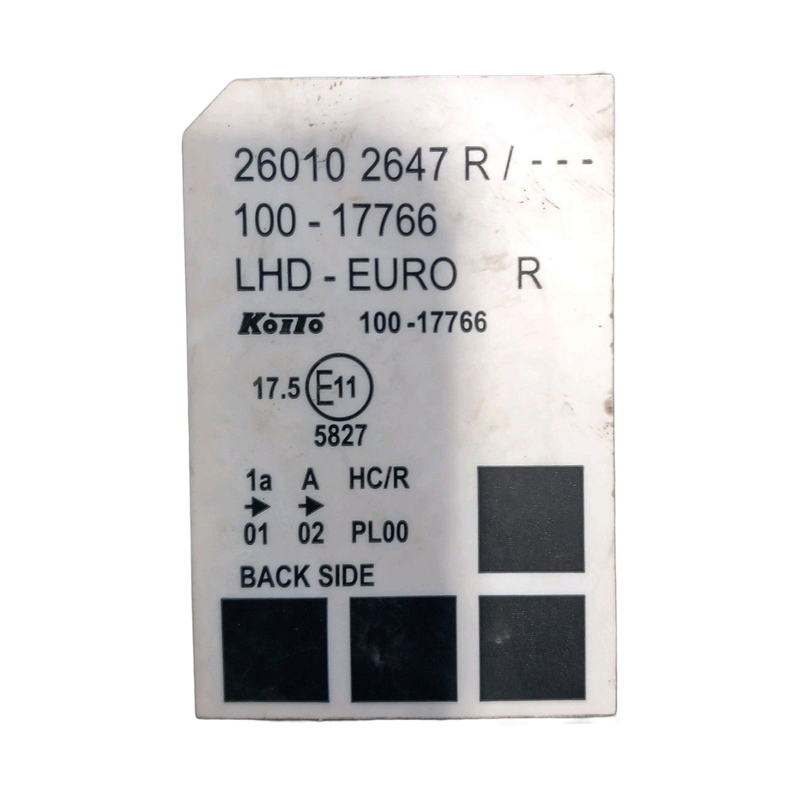 26010 2647 R / - - -
100 - 17766
LHD - EURO R
KOITO 100 -17766
17.5 E11
5827
1a A HC/R
01 02 PL00
BACK SIDE